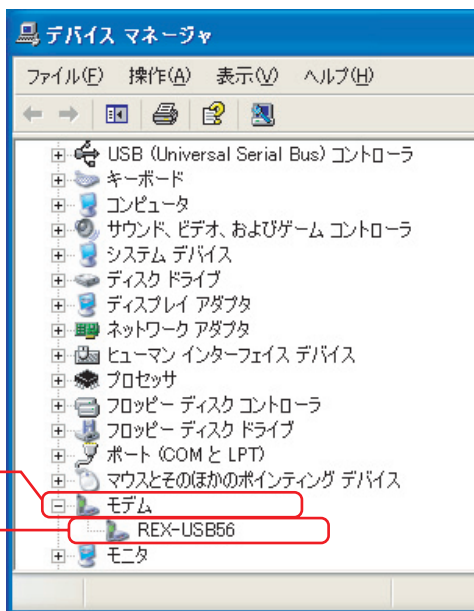 デバイス マネージャ
ファイル(F) 操作(A) 表示(V) ヘルプ(H)
USB (Universal Serial Bus) コントローラ
キーボード
コンピュータ
サウンド、ビデオ、およびゲーム コントローラ
システム デバイス
ディスク ドライブ
ディスプレイ アダプタ
ネットワーク アダプタ
ヒューマン インターフェイス デバイス
プロセッサ
フロッピー ディスク コントローラ
フロッピー ディスク ドライブ
ポート (COM と LPT)
マウスとそのほかのポインティング デバイス
モデム
REX-USB56
モニタ